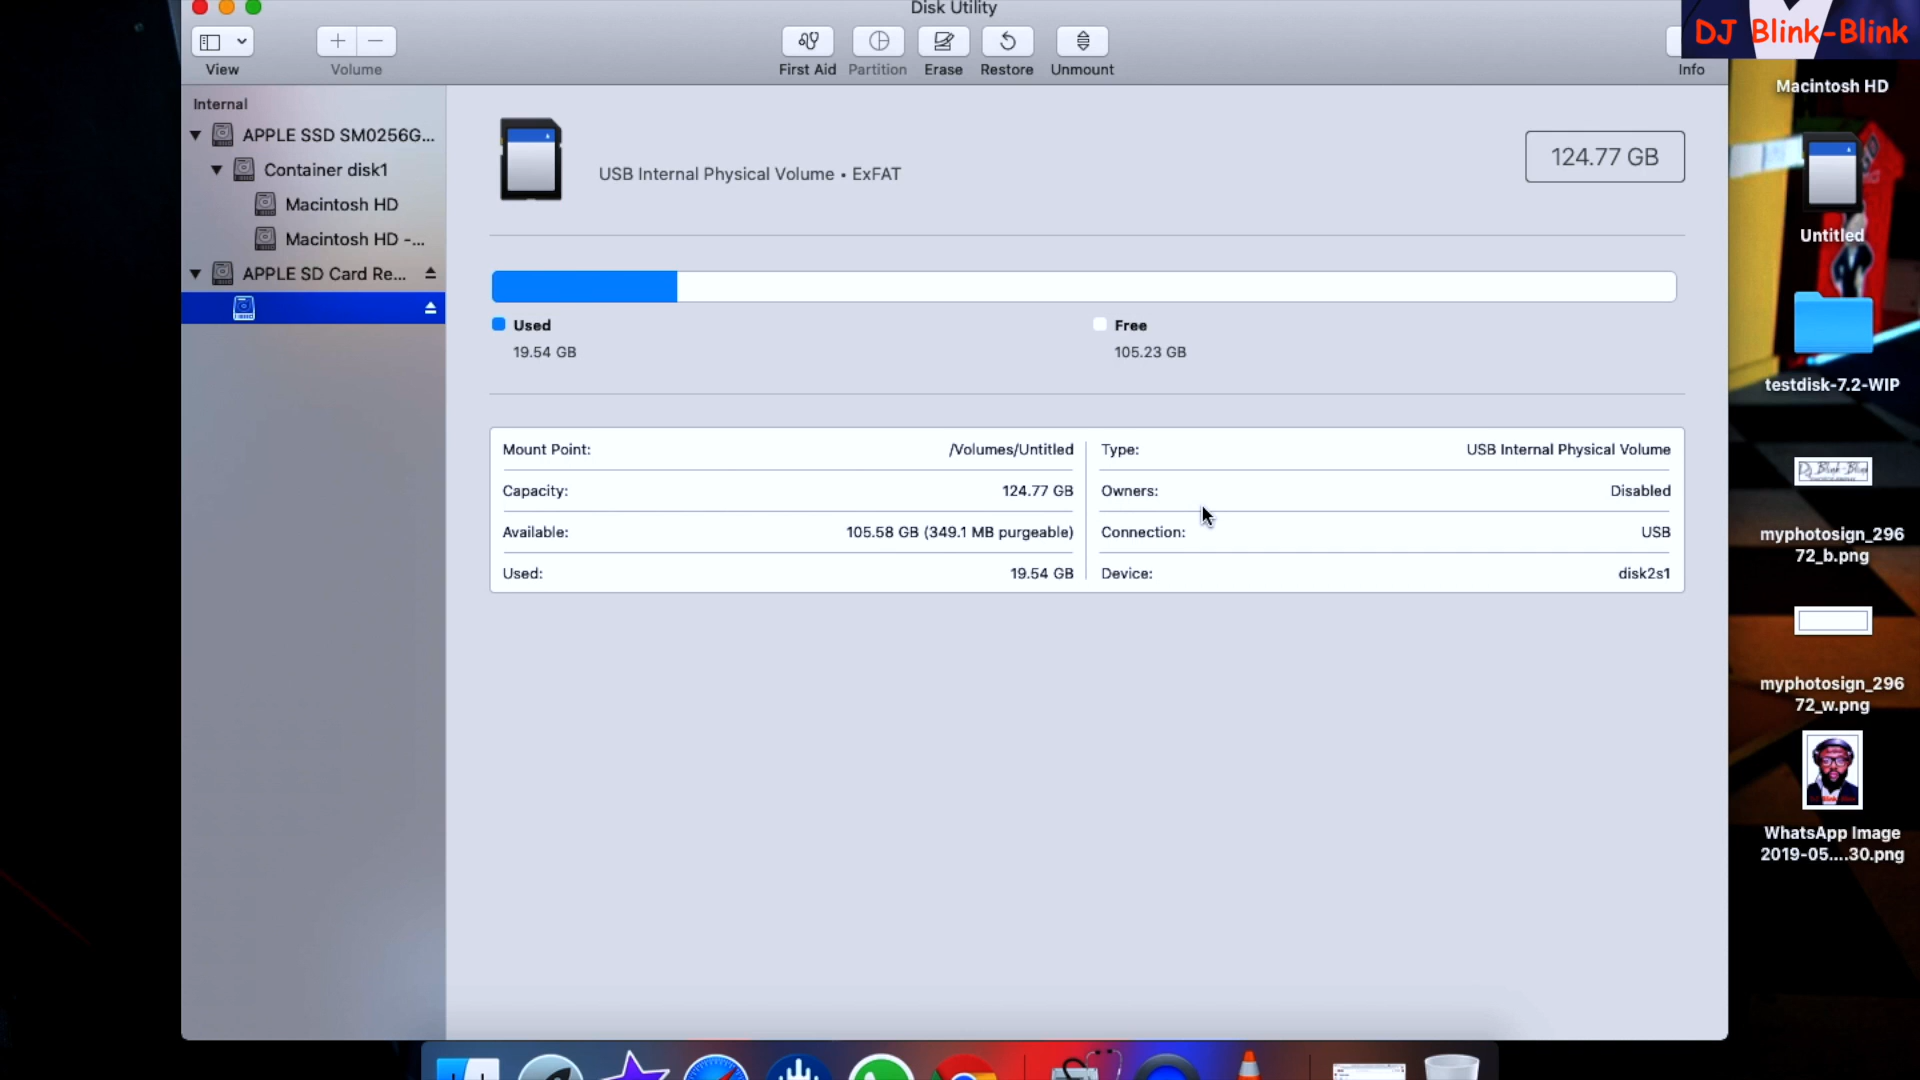 Disk Utility
DJ Blink-Blink
View
Volume
First Aid
Partition
Erase
Restore
Unmount
Info
Internal
APPLE SSD SM0256G...
Container disk1
Macintosh HD
Macintosh HD -...
APPLE SD Card Re...
USB Internal Physical Volume • ExFAT
124.77 GB
Used
19.54 GB
Free
105.23 GB
Mount Point:
/Volumes/Untitled
Capacity:
124.77 GB
Available:
105.58 GB (349.1 MB purgeable)
Used:
19.54 GB
Type:
USB Internal Physical Volume
Owners:
Disabled
Connection:
USB
Device:
disk2s1
Macintosh HD
Untitled
testdisk-7.2-WIP
Dj Blink-Blink
myphotosign_296
72_b.png
myphotosign_296
72_w.png
WhatsApp Image
2019-05....30.png